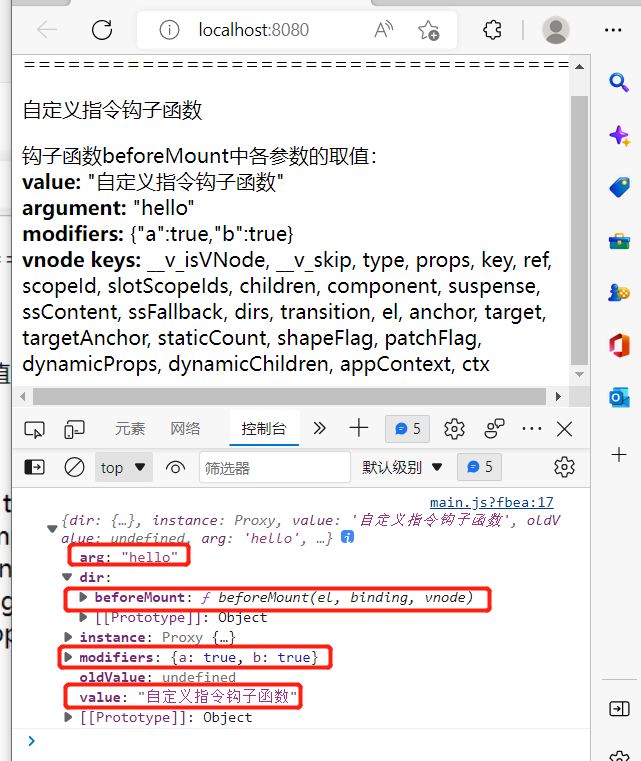 localhost:8080
=====================================
自定义指令钩子函数
钩子函数beforeMount中各参数的取值：
value: "自定义指令钩子函数"
argument: "hello"
modifiers: {"a":true,"b":true}
vnode keys: __v_isVNode, __v_skip, type, props, key, ref,
scopeId, slotScopeIds, children, component, suspense,
ssContent, ssFallback, dirs, transition, el, anchor, target,
targetAnchor, staticCount, shapeFlag, patchFlag,
dynamicProps, dynamicChildren, appContext, ctx
元素 网络 控制台 5
top 筛选器 默认级别 5
main.js?fbea:17
{dir: {…}, instance: Proxy, value: '自定义指令钩子函数', oldV
alue: undefined, arg: 'hello', …}
arg: "hello"
dir:
beforeMount: ƒ beforeMount(el, binding, vnode)
[[Prototype]]: Object
instance: Proxy {…}
modifiers: {a: true, b: true}
oldValue: undefined
value: "自定义指令钩子函数"
[[Prototype]]: Object